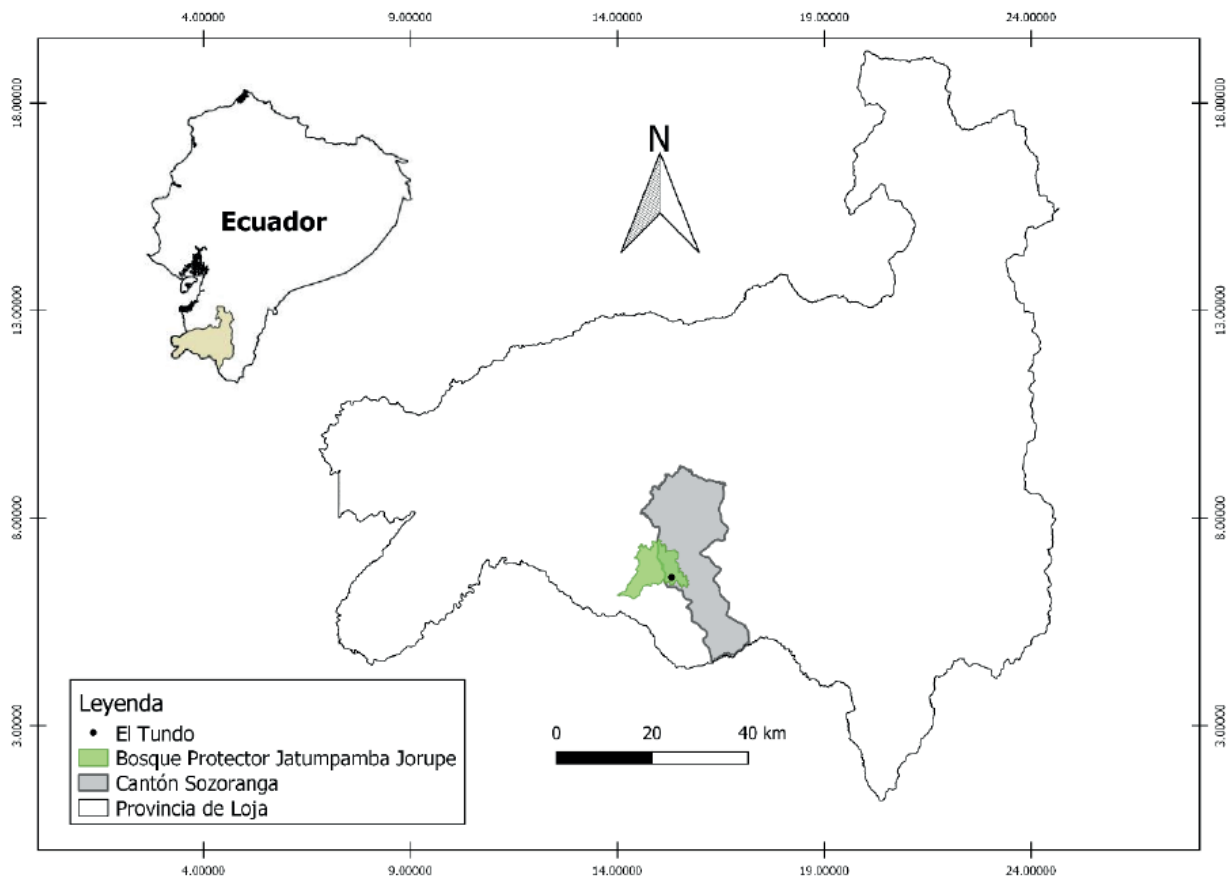 4.00000 9.00000 14.00000 19.00000 24.00000
18.00000 18.00000
N
Ecuador
13.00000 13.00000
8.00000 8.00000
Leyenda
El Tundo
Bosque Protector Jatumpamba Jorupe
Cantón Sozoranga
Provincia de Loja
0 20 40 km
3.00000 3.00000
4.00000 9.00000 14.00000 19.00000 24.00000